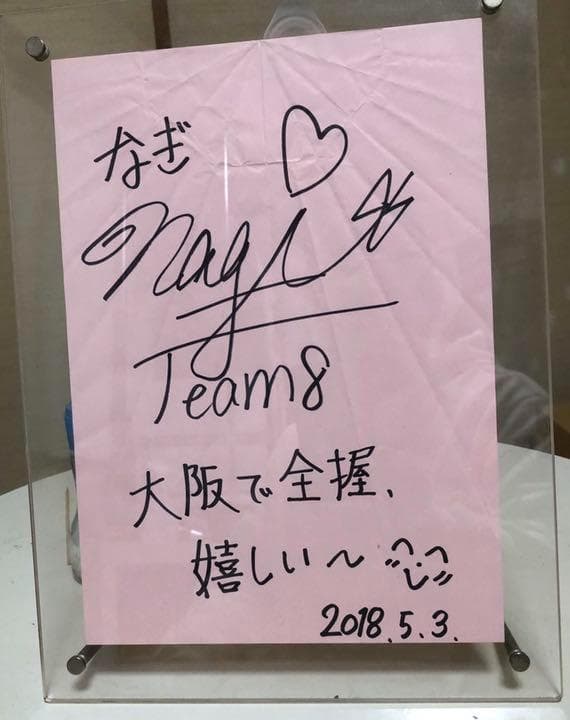 なぎ
Nagi
Team8
大阪で全握、
嬉しい〜
2018.5.3.